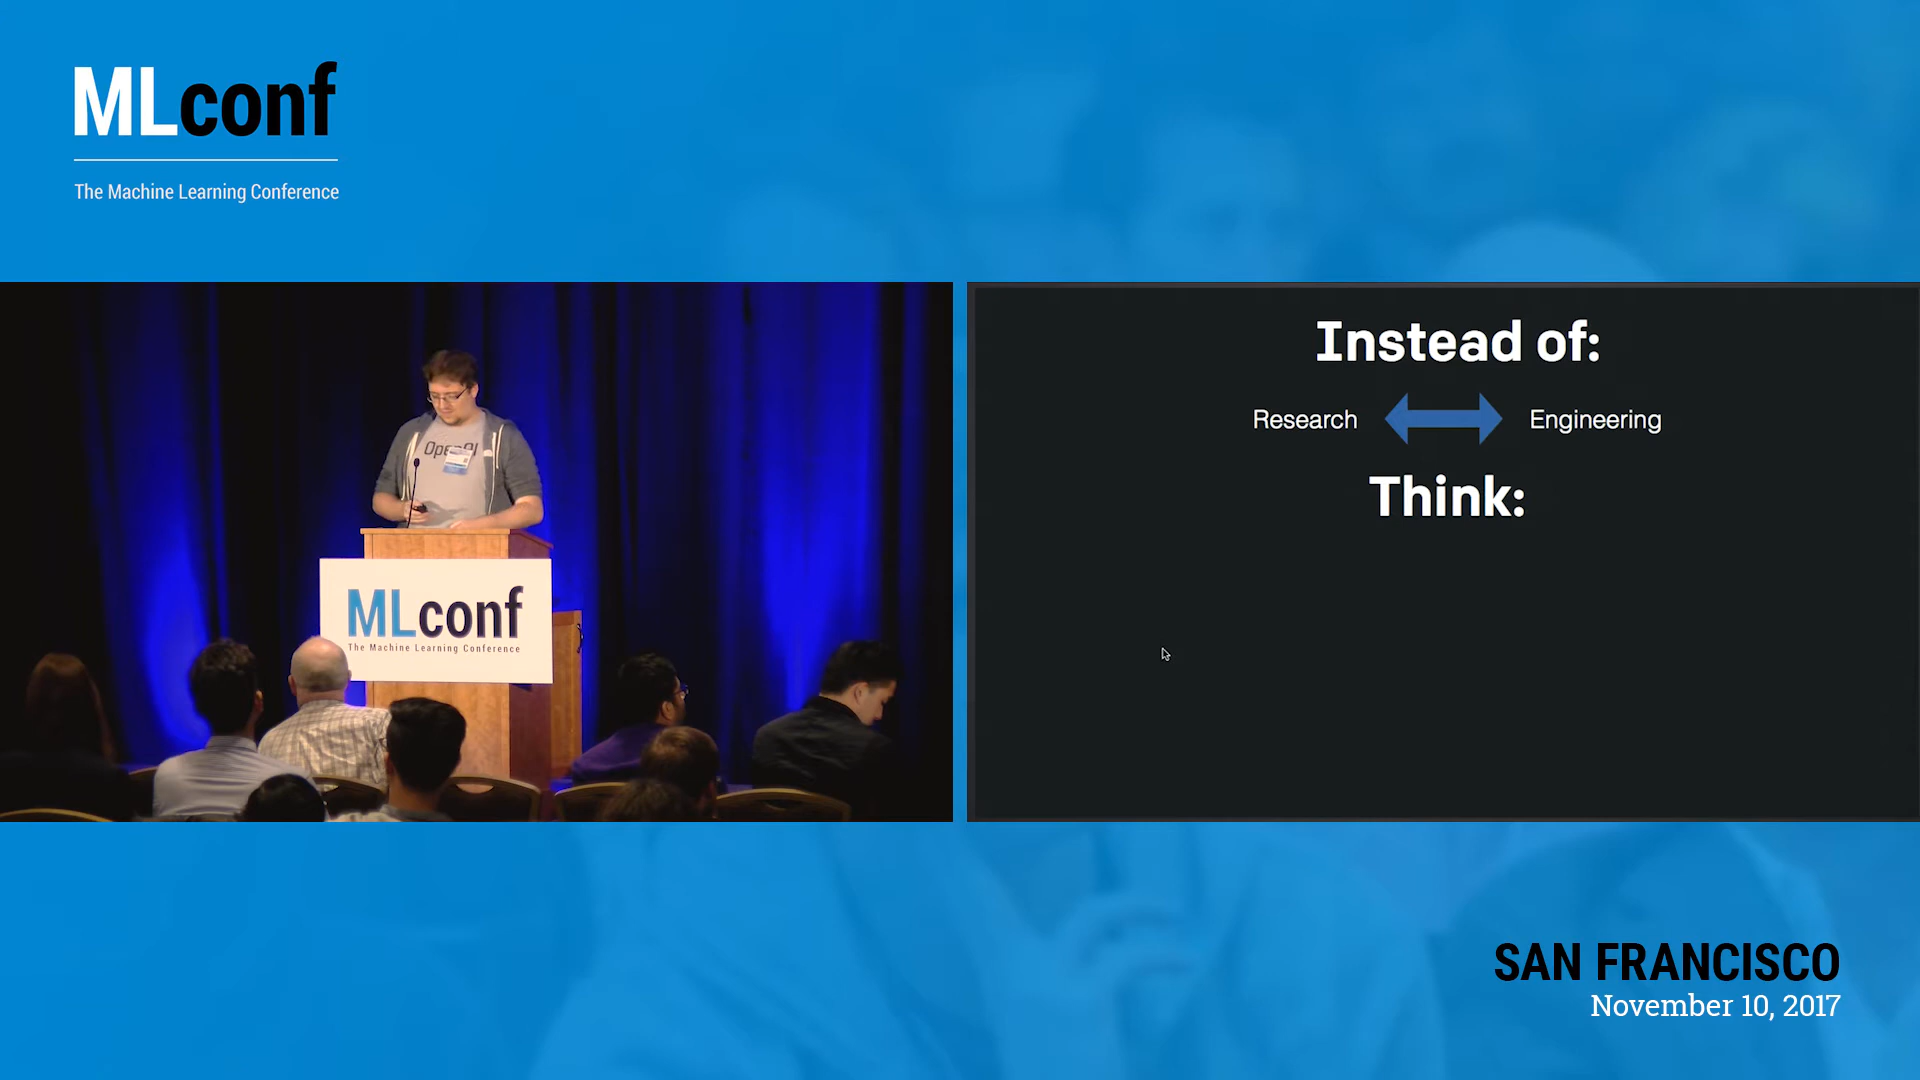 MLconf
The Machine Learning Conference
OpenAI
MLconf
The Machine Learning Conference
Instead of:
Research Engineering
Think:
SAN FRANCISCO
November 10, 2017